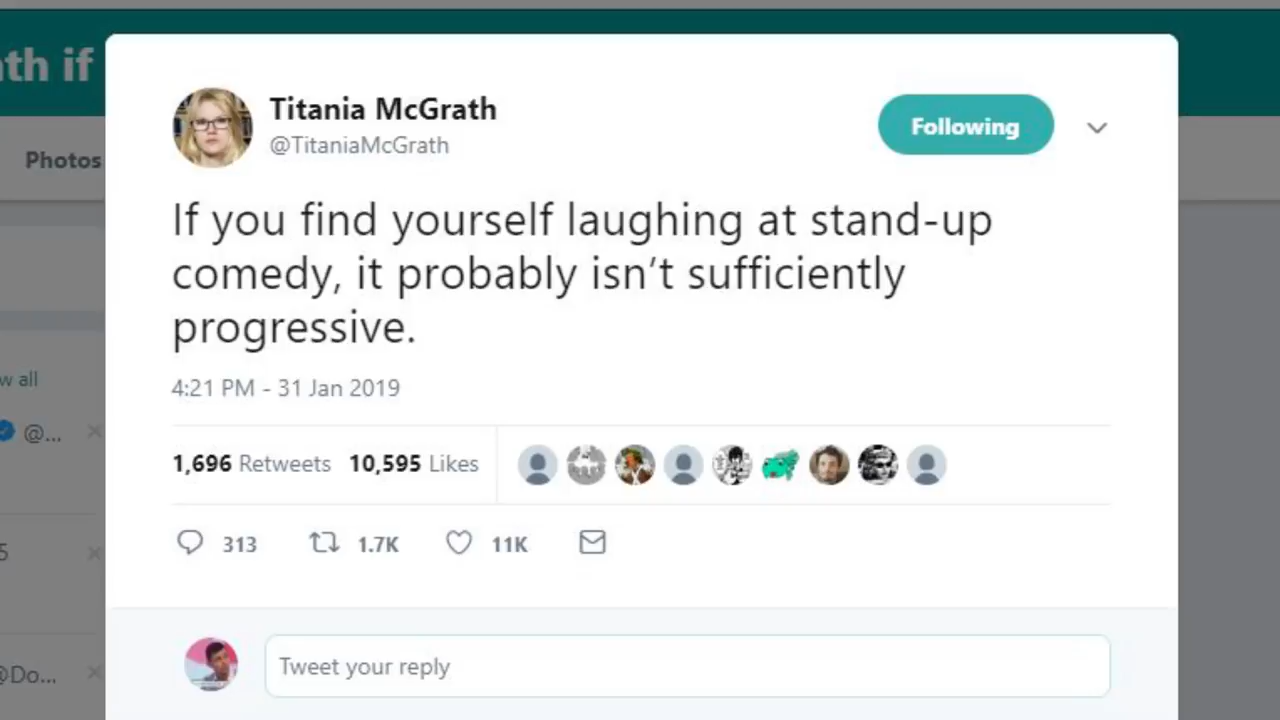 th if
Photos
Titania McGrath
@TitaniaMcGrath
Following
If you find yourself laughing at stand-up
comedy, it probably isn’t sufficiently
progressive.
4:21 PM - 31 Jan 2019
1,696 Retweets 10,595 Likes
313 1.7K 11K
w all
@...
5
@Do...
Tweet your reply